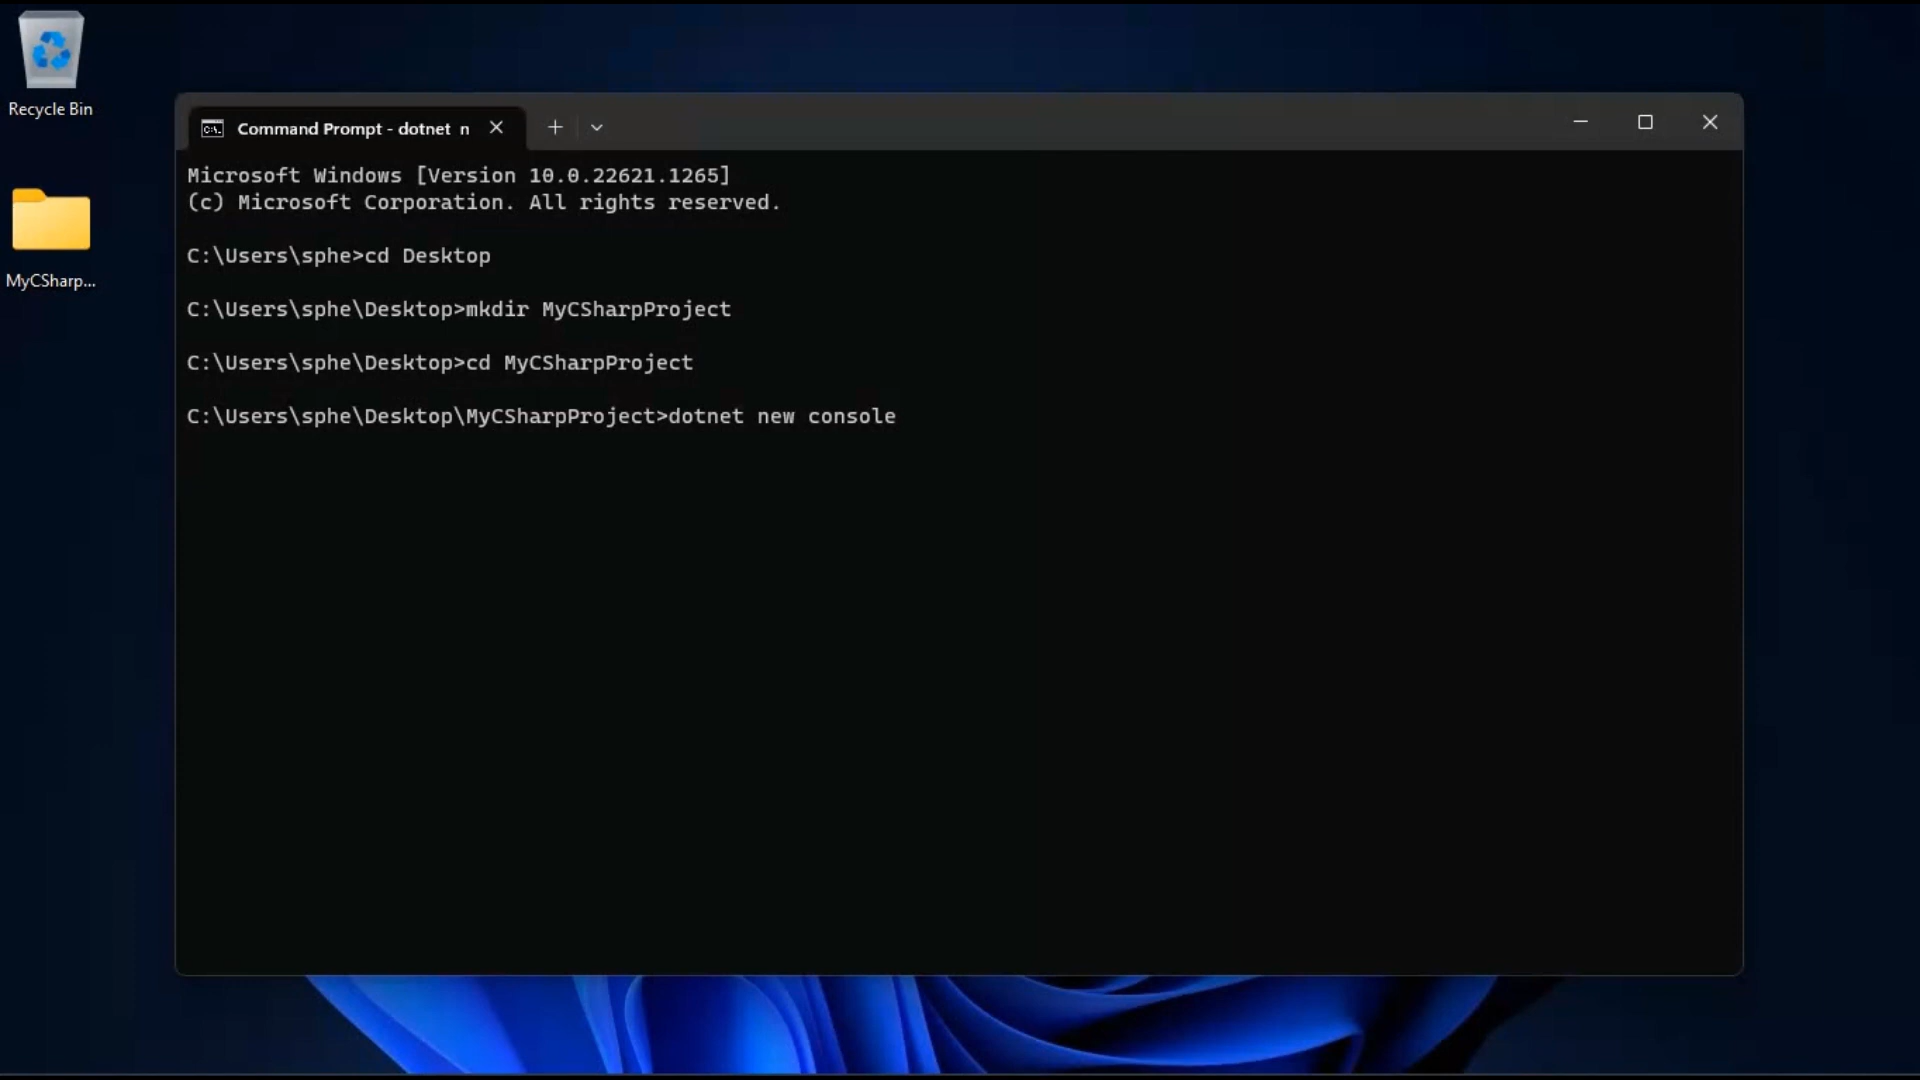 Recycle Bin
MyCSharp...
Command Prompt - dotnet  n
Microsoft Windows [Version 10.0.22621.1265]
(c) Microsoft Corporation. All rights reserved.
C:\Users\sphe>cd Desktop
C:\Users\sphe\Desktop>mkdir MyCSharpProject
C:\Users\sphe\Desktop>cd MyCSharpProject
C:\Users\sphe\Desktop\MyCSharpProject>dotnet new console